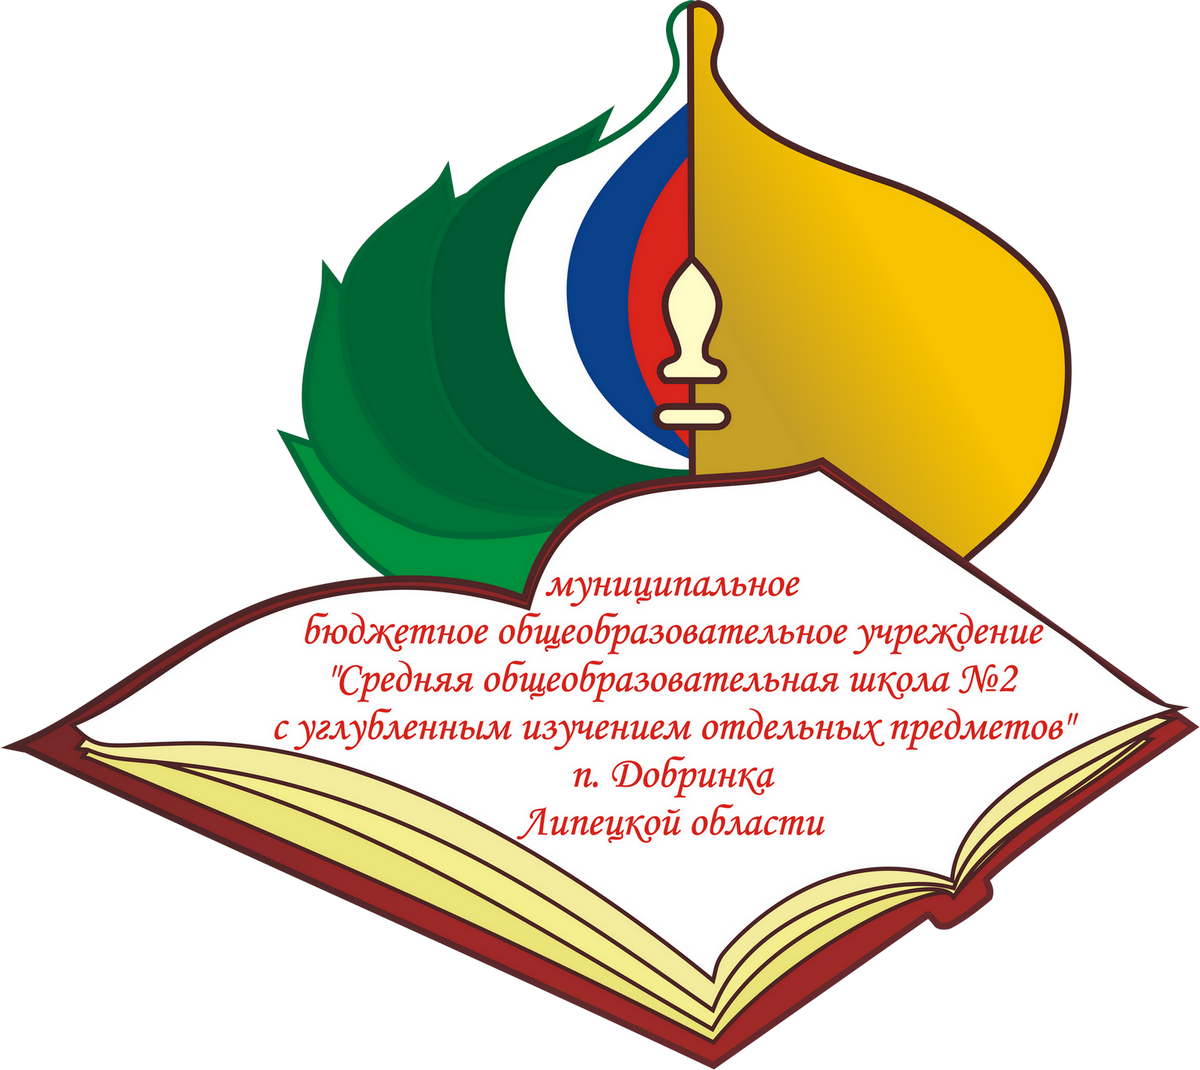 муниципальное
бюджетное общеобразовательное учреждение
"Средняя общеобразовательная школа №2
с углубленным изучением отдельных предметов"
п. Добринка
Липецкой области